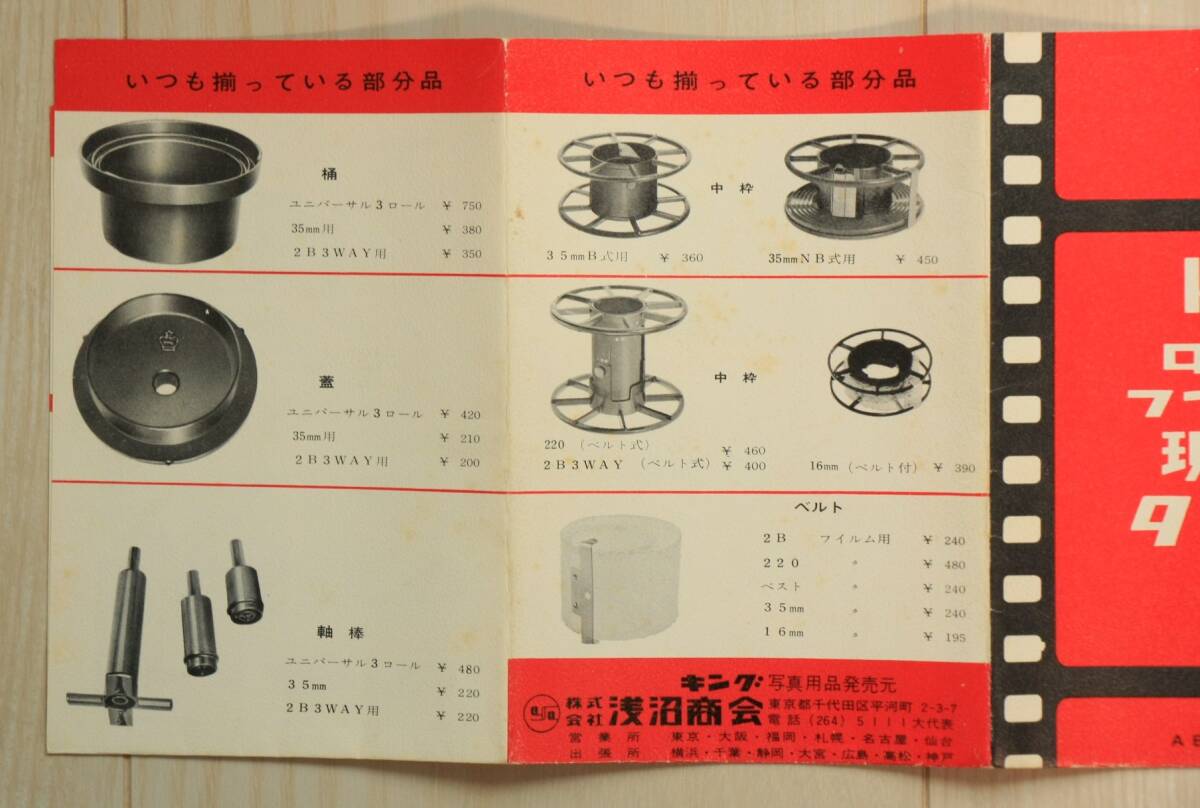 いつも揃っている部分品
桶
ユニバーサル3ロール ￥ 750
35mm用 ￥ 380
2B3WAY用 ￥ 350
蓋
ユニバーサル3ロール ￥ 420
35mm用 ￥ 210
2B3WAY用 ￥ 200
軸棒
ユニバーサル3ロール ￥ 480
35mm ￥ 220
2B3WAY用 ￥ 220
いつも揃っている部分品
中枠
35mmB式用 ￥ 360
35mmNB式用 ￥ 450
中枠
220 (ベルト式) ￥ 460
2B3WAY (ベルト式) ￥ 400
16mm (ベルト付) ￥ 390
ベルト
2B フイルム用 ￥ 240
220 〃 ￥ 480
ベスト 〃 ￥ 240
35mm 〃 ￥ 240
16mm 〃 ￥ 195
キング 写真用品発売元
株式会社 浅沼商会
東京都千代田区平河町 2-3-7
電話 (264) 5111大代表
営業所 東京・大阪・福岡・札幌・名古屋・仙台
出張所 横浜・千葉・静岡・大宮・広島・高松・神戸
フイ
現
タ